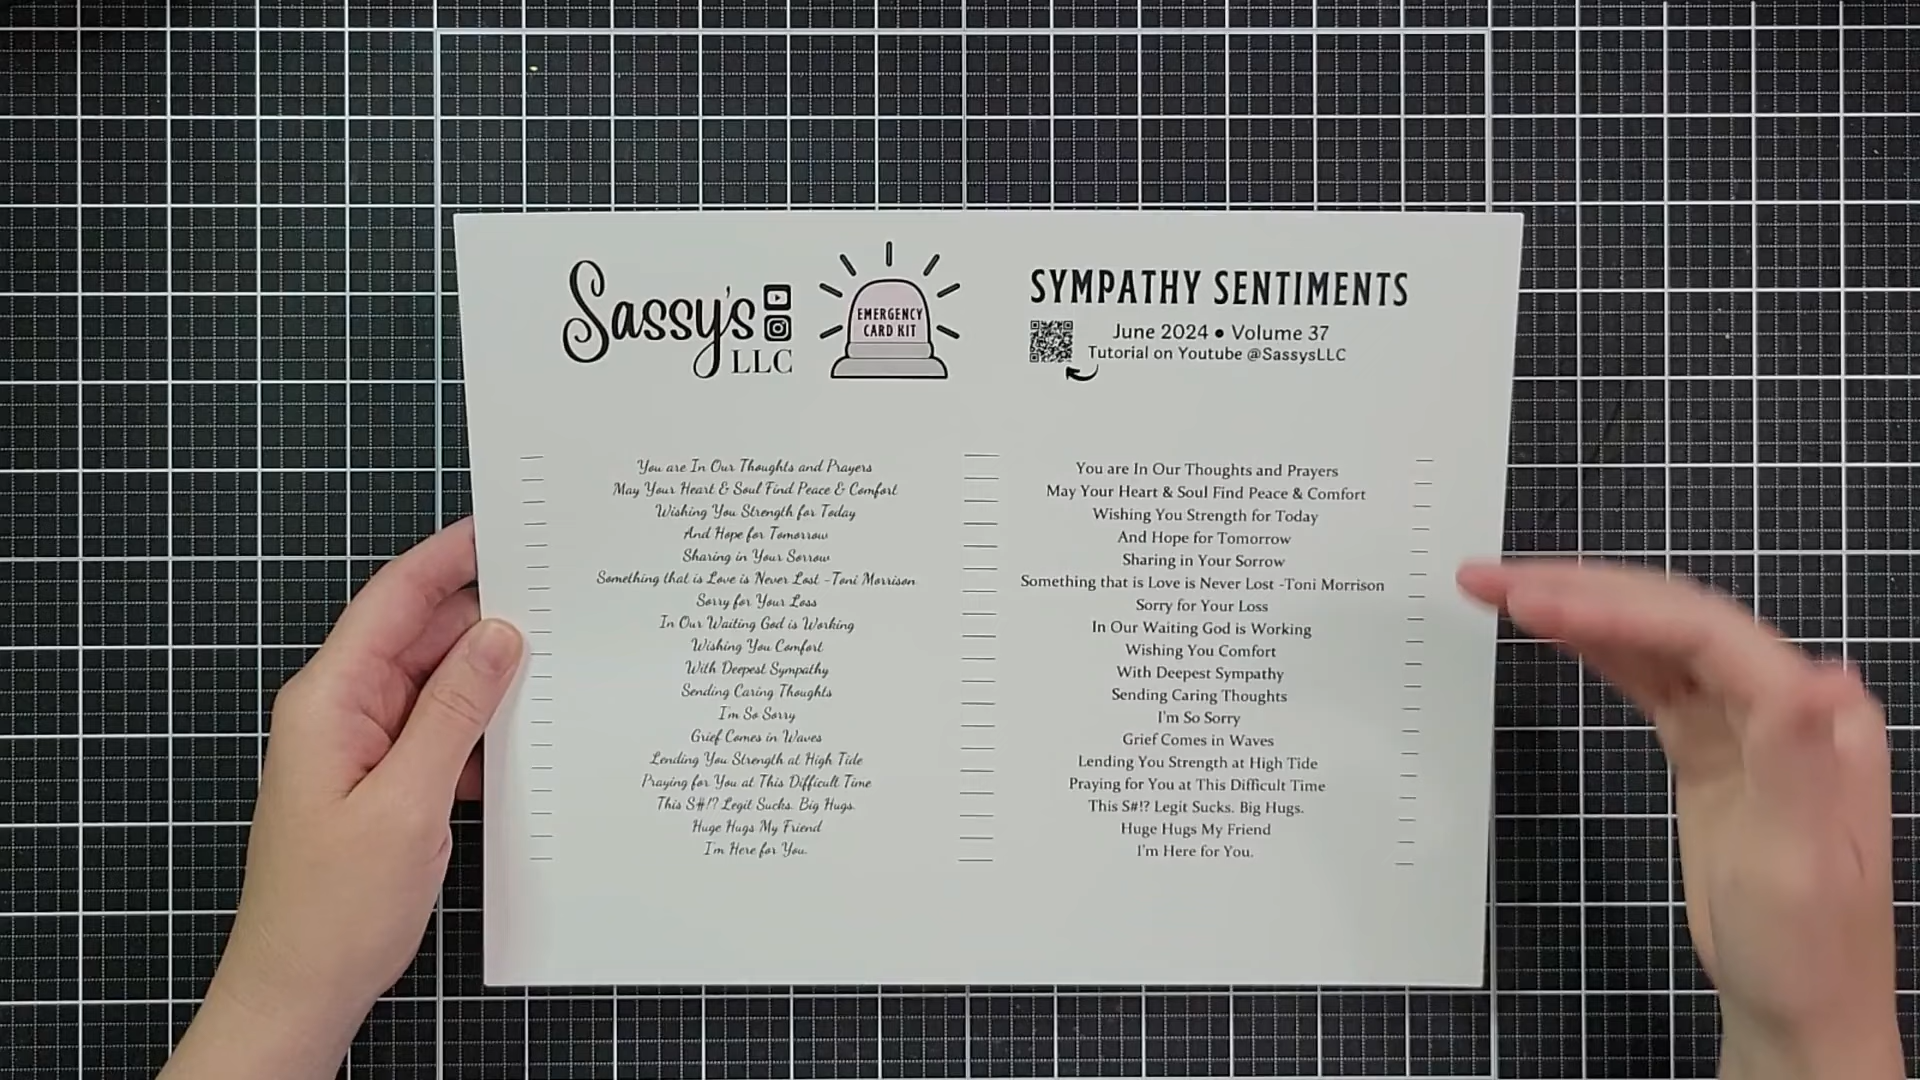 Sassy's
LLC
EMERGENCY
CARD KIT
SYMPATHY SENTIMENTS
June 2024 • Volume 37
Tutorial on Youtube @SassysLLC
You are In Our Thoughts and Prayers
May Your Heart & Soul Find Peace & Comfort
Wishing You Strength for Today
And Hope for Tomorrow
Sharing in Your Sorrow
Something that is Love is Never Lost -Toni Morrison
Sorry for Your Loss
In Our Waiting God is Working
Wishing You Comfort
With Deepest Sympathy
Sending Caring Thoughts
I'm So Sorry
Grief Comes in Waves
Lending You Strength at High Tide
Praying for You at This Difficult Time
This S#!? Legit Sucks. Big Hugs.
Huge Hugs My Friend
I'm Here for You.
You are In Our Thoughts and Prayers
May Your Heart & Soul Find Peace & Comfort
Wishing You Strength for Today
And Hope for Tomorrow
Sharing in Your Sorrow
Something that is Love is Never Lost -Toni Morrison
Sorry for Your Loss
In Our Waiting God is Working
Wishing You Comfort
With Deepest Sympathy
Sending Caring Thoughts
I'm So Sorry
Grief Comes in Waves
Lending You Strength at High Tide
Praying for You at This Difficult Time
This S#!? Legit Sucks. Big Hugs.
Huge Hugs My Friend
I'm Here for You.